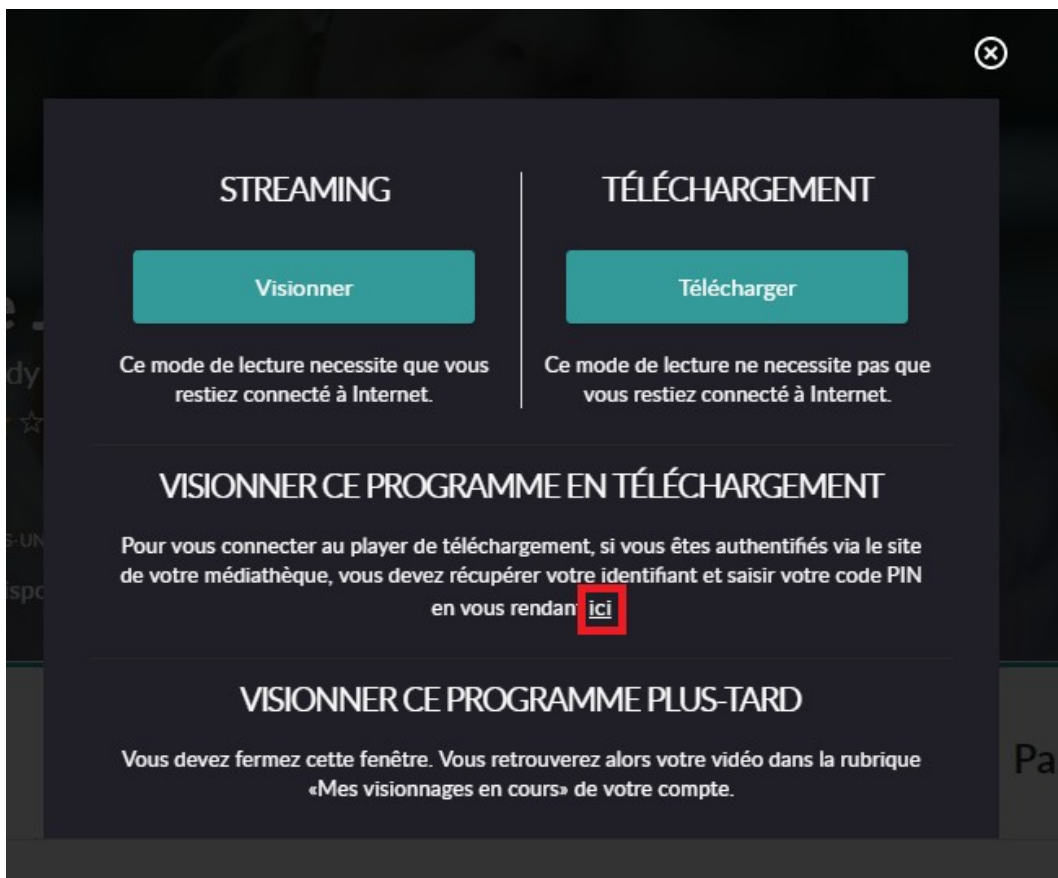 STREAMING
TÉLÉCHARGEMENT
Visionner
Télécharger
Ce mode de lecture necessite que vous
restiez connecté à Internet.
Ce mode de lecture ne necessite pas que
vous restiez connecté à Internet.
VISIONNER CE PROGRAMME EN TÉLÉCHARGEMENT
Pour vous connecter au player de téléchargement, si vous êtes authentifiés via le site
de votre médiathèque, vous devez récupérer votre identifiant et saisir votre code PIN
en vous rendant ici
VISIONNER CE PROGRAMME PLUS-TARD
Vous devez fermez cette fenêtre. Vous retrouverez alors votre vidéo dans la rubrique
«Mes visionnages en cours» de votre compte.